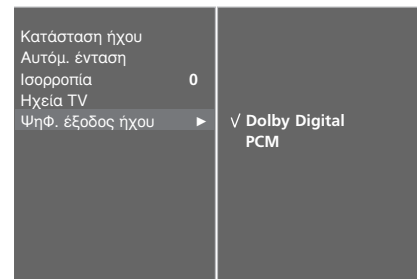 Κατάσταση ήχου
Αυτόμ. ένταση
Ισορροπία 0
Ηχεία TV
ΨηΦ. έξοδος ήχου ►
√ Dolby Digital
PCM